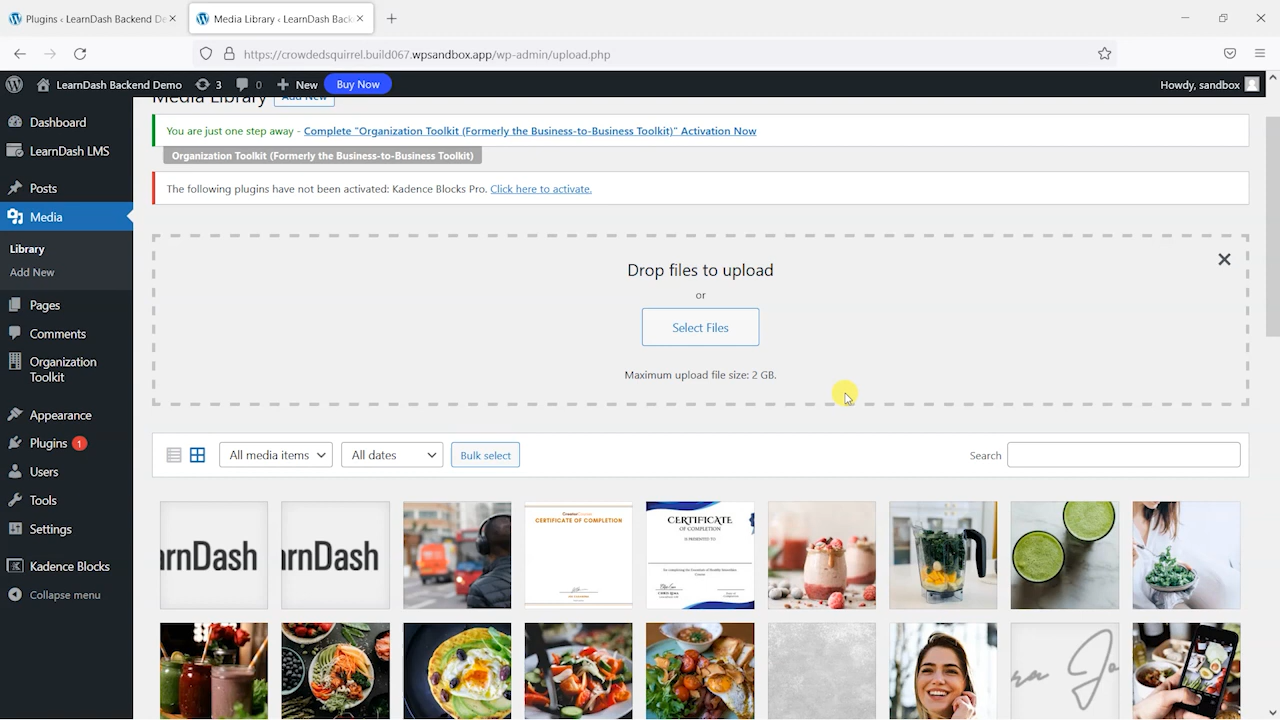 Plugins ‹ LearnDash Backend De
Media Library ‹ LearnDash Back
https://crowdedsquirrel.build067.wpsandbox.app/wp-admin/upload.php
LearnDash Backend Demo
3
0
New
Buy Now
Howdy, sandbox
Dashboard
LearnDash LMS
Posts
Media
Library
Add New
Pages
Comments
Organization
Toolkit
Appearance
Plugins 1
Users
Tools
Settings
Kadence Blocks
Collapse menu
Media Library
Add New
You are just one step away - Complete "Organization Toolkit (Formerly the Business-to-Business Toolkit)" Activation Now
Organization Toolkit (Formerly the Business-to-Business Toolkit)
The following plugins have not been activated: Kadence Blocks Pro. Click here to activate.
Drop files to upload
or
Select Files
Maximum upload file size: 2 GB.
All media items
All dates
Bulk select
Search
arnDash
arnDash
CERTIFICATE OF COMPLETION
CERTIFICATE
OF COMPLETION
IS PRESENTED TO